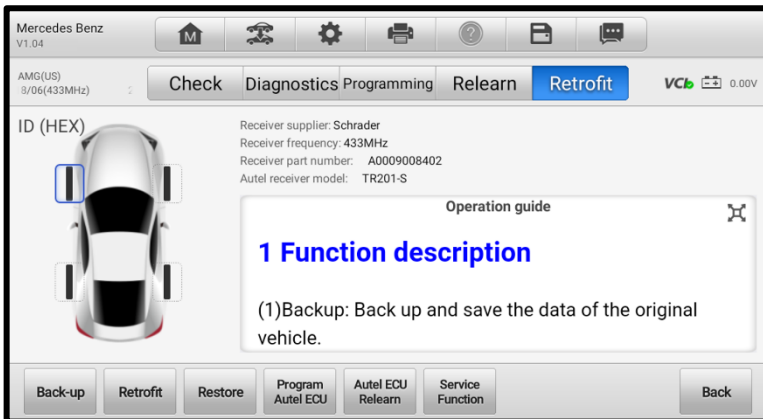 Mercedes Benz
V1.04
AMG(US)
8/06(433MHz)
Check
Diagnostics
Programming
Relearn
Retrofit
VCI
0.00V
ID (HEX)
Receiver supplier: Schrader
Receiver frequency: 433MHz
Receiver part number: A0009008402
Autel receiver model: TR201-S
Operation guide
1 Function description
(1)Backup: Back up and save the data of the original
vehicle.
Back-up
Retrofit
Restore
Program
Autel ECU
Autel ECU
Relearn
Service
Function
Back